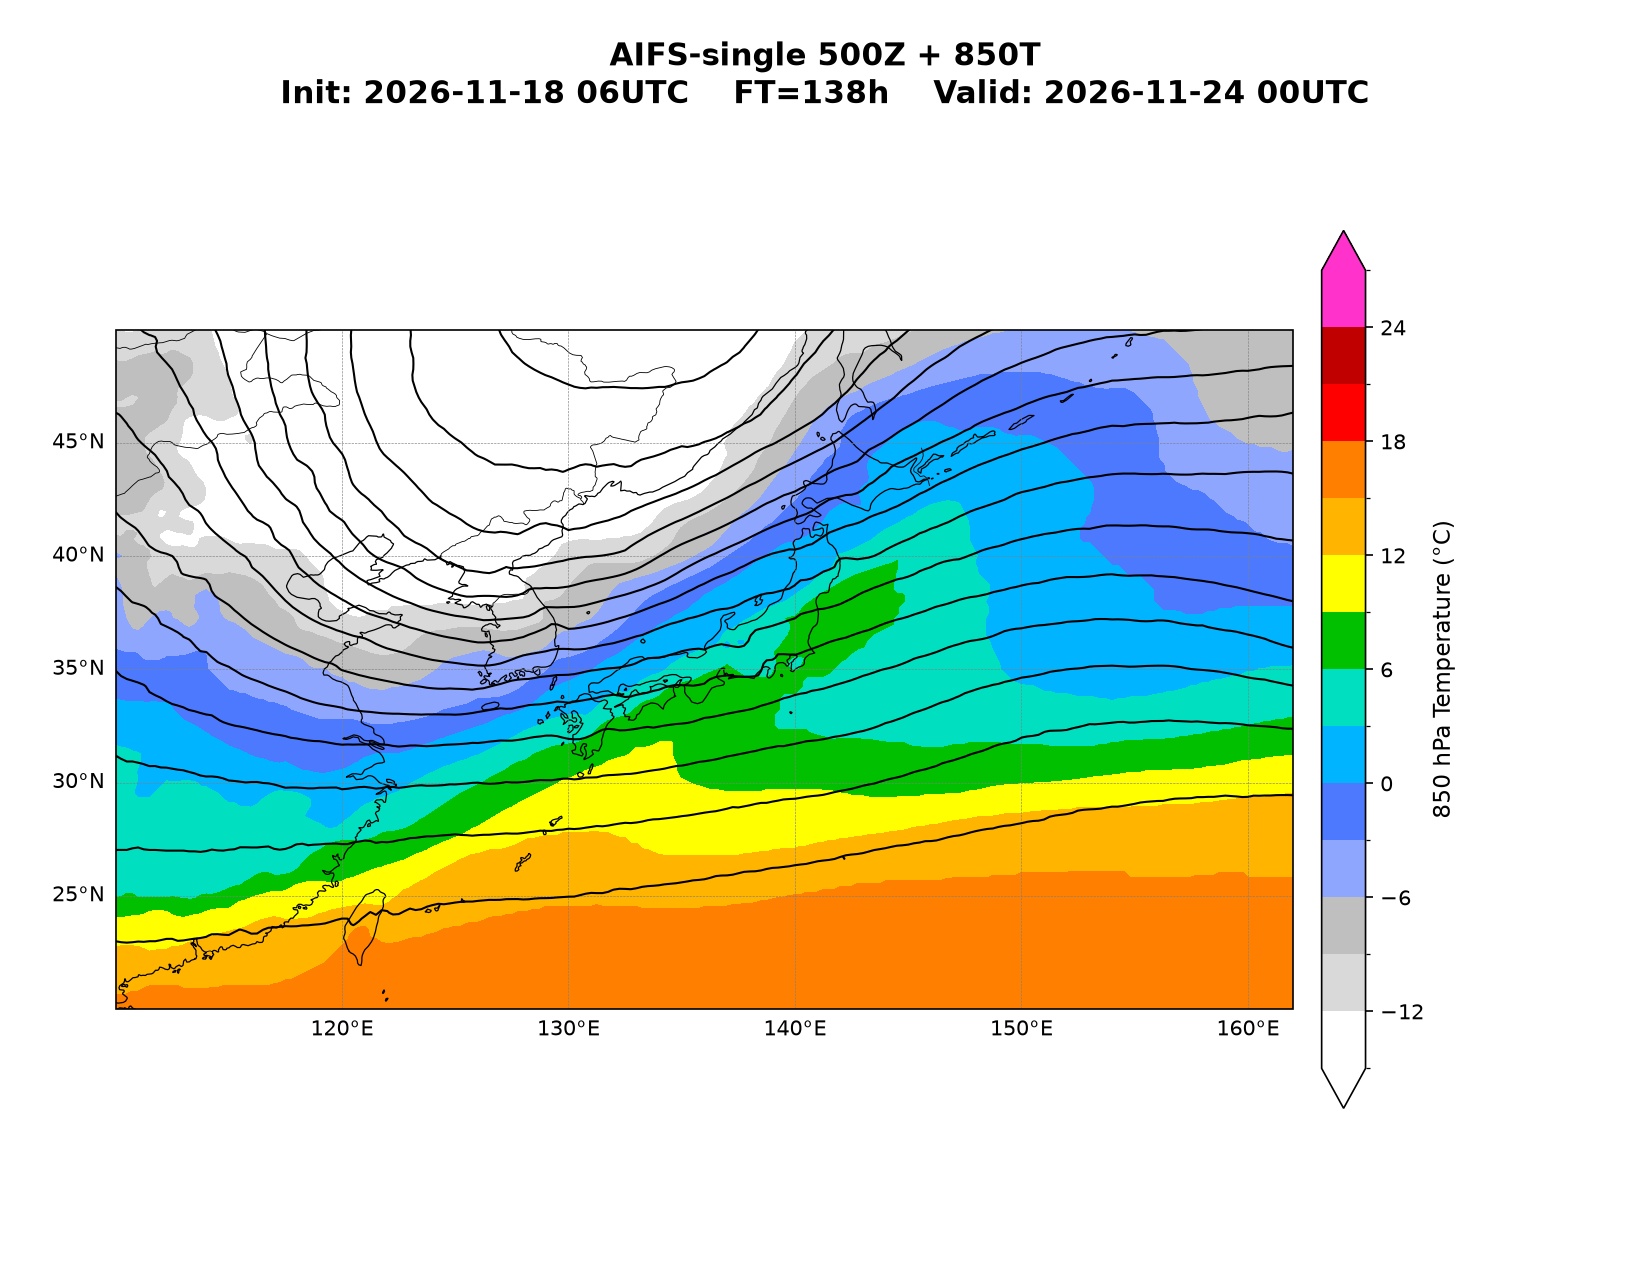 AIFS-single 500Z + 850T
Init: 2026-11-18 06UTC    FT=138h    Valid: 2026-11-24 00UTC
45°N
40°N
35°N
30°N
25°N
120°E
130°E
140°E
150°E
160°E
24
18
12
6
0
−6
−12
850 hPa Temperature (°C)